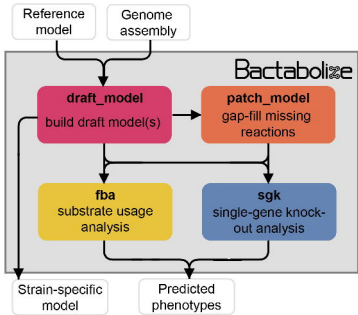 Reference
model
Genome
assembly
Bactabolize
draft_model
build draft model(s)
patch_model
gap-fill missing
reactions
fba
substrate usage
analysis
sgk
single-gene knock-
out analysis
Strain-specific
model
Predicted
phenotypes